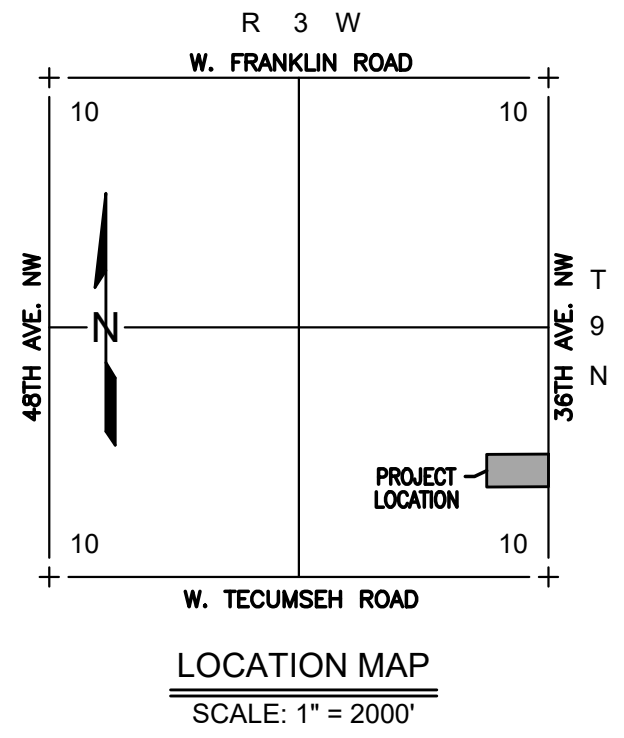 R 3 W
W. FRANKLIN ROAD
10
10
48TH AVE. NW
N
36TH AVE. NW
T
9
N
PROJECT
LOCATION
10
10
W. TECUMSEH ROAD
LOCATION MAP
SCALE: 1" = 2000'